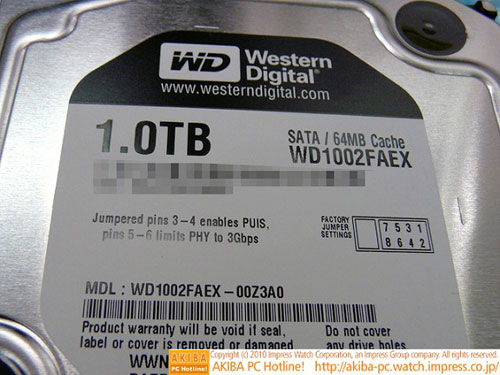 WD Western
Digital®
www.westerndigital.com
1.0TB
SATA / 64MB Cache
WD1002FAEX
Jumpered pins 3-4 enables PUIS,
pins 5-6 limits PHY to 3Gbps
FACTORY
JUMPER
SETTINGS
7 5 3 1
8 6 4 2
MDL : WD1002FAEX-00Z3A0
Product warranty will be void if seal,
label or cover is removed or damaged
Do not cover
any drive holes
WWN
AKIBA
PC Hotline!
Copyright (c) 2010 Impress Watch Corporation, an Impress Group company. All rights reserved.
AKIBA PC Hotline! http://akiba-pc.watch.impress.co.jp/